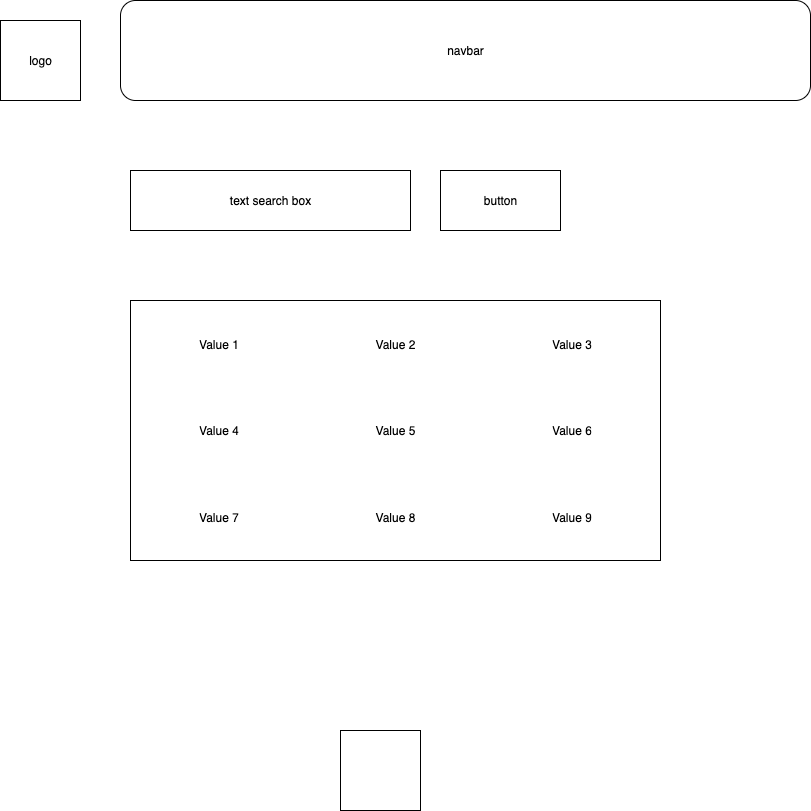 logo
navbar
text search box
button
Value 1
Value 2
Value 3
Value 4
Value 5
Value 6
Value 7
Value 8
Value 9